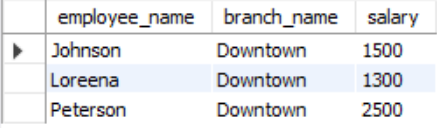 employee_name branch_name salary
Johnson Downtown 1500
Loreena Downtown 1300
Peterson Downtown 2500